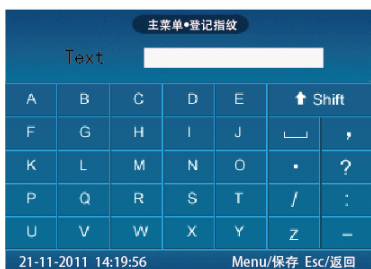 主菜单•登记指纹
Text
A B C D E ⬆ Shift
F G H I J ⌴ ,
K L M N O · ?
P Q R S T / :
U V W X Y Z –
21-11-2011 14:19:56 Menu/保存 Esc/返回